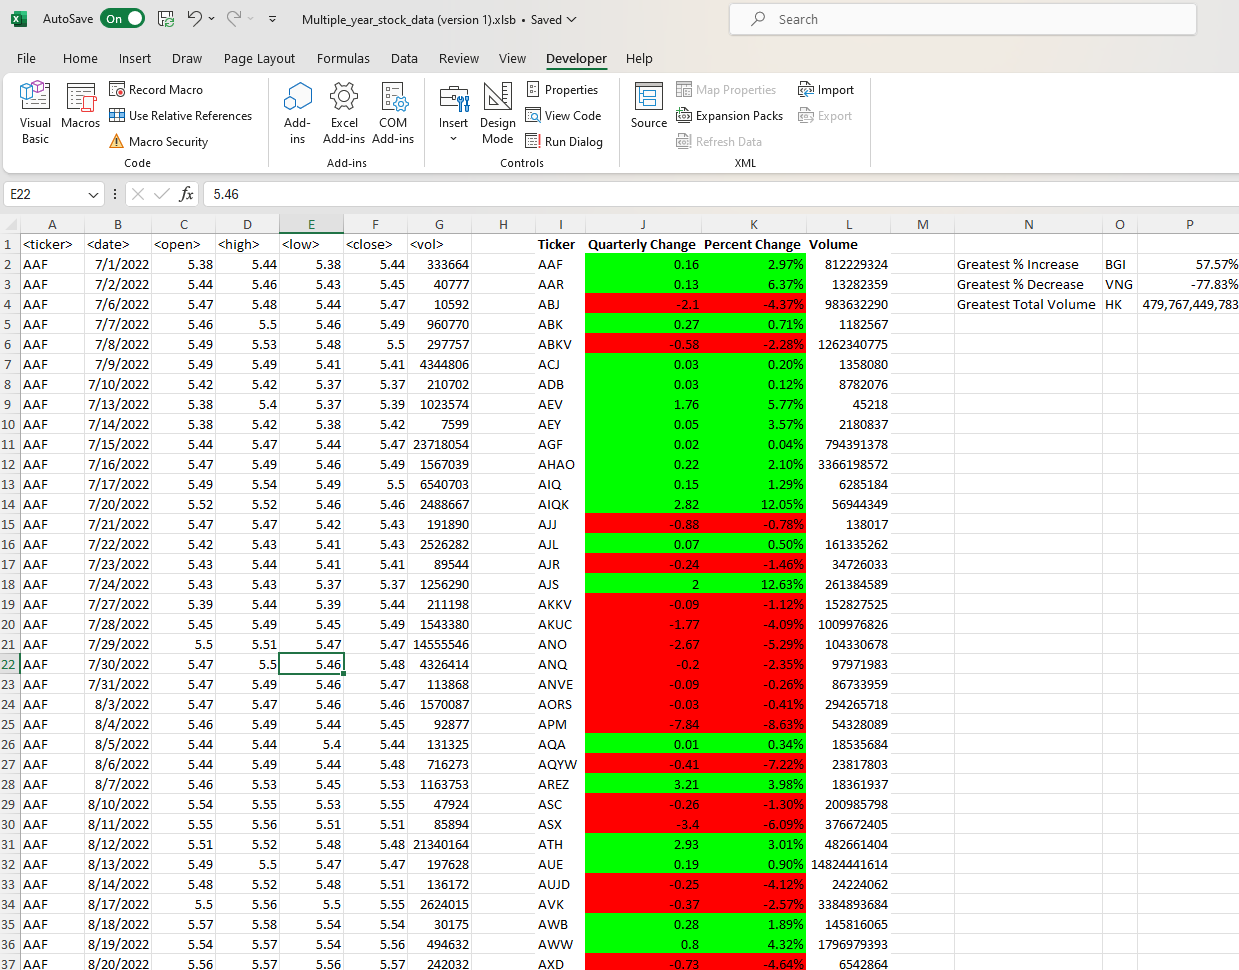 AutoSave On Multiple_year_stock_data (version 1).xlsb • Saved Search
File Home Insert Draw Page Layout Formulas Data Review View Developer Help
Visual Basic
Macros
Record Macro
Use Relative References
Macro Security
Code
Add-ins
Excel Add-ins
COM Add-ins
Add-ins
Insert
Design Mode
Properties
View Code
Run Dialog
Controls
Source
Map Properties
Expansion Packs
Refresh Data
Import
Export
XML
E22 fx 5.46
A B C D E F G H I J K L M N O P
1 <ticker> <date> <open> <high> <low> <close> <vol> Ticker Quarterly Change Percent Change Volume
2 AAF 7/1/2022 5.38 5.44 5.38 5.44 333664 AAF 0.16 2.97% 812229324 Greatest % Increase BGI 57.57%
3 AAF 7/2/2022 5.44 5.46 5.43 5.45 40777 AAR 0.13 6.37% 13282359 Greatest % Decrease VNG -77.83%
4 AAF 7/6/2022 5.47 5.48 5.44 5.47 10592 ABJ -2.1 -4.37% 983632290 Greatest Total Volume HK 479,767,449,783
5 AAF 7/7/2022 5.46 5.5 5.46 5.49 960770 ABK 0.27 0.71% 1182567
6 AAF 7/8/2022 5.49 5.53 5.48 5.5 297757 ABKV -0.58 -2.28% 1262340775
7 AAF 7/9/2022 5.49 5.49 5.41 5.41 4344806 ACJ 0.03 0.20% 1358080
8 AAF 7/10/2022 5.42 5.42 5.37 5.37 210702 ADB 0.03 0.12% 8782076
9 AAF 7/13/2022 5.38 5.4 5.37 5.39 1023574 AEV 1.76 5.77% 45218
10 AAF 7/14/2022 5.38 5.42 5.38 5.42 7599 AEY 0.05 3.57% 2180837
11 AAF 7/15/2022 5.44 5.47 5.44 5.47 23718054 AGF 0.02 0.04% 794391378
12 AAF 7/16/2022 5.47 5.49 5.46 5.49 1567039 AHAO 0.22 2.10% 3366198572
13 AAF 7/17/2022 5.49 5.54 5.49 5.5 6540703 AIQ 0.15 1.29% 6285184
14 AAF 7/20/2022 5.52 5.52 5.46 5.46 2488667 AIQK 2.82 12.05% 56944349
15 AAF 7/21/2022 5.47 5.47 5.42 5.43 191890 AJJ -0.88 -0.78% 138017
16 AAF 7/22/2022 5.42 5.43 5.41 5.43 2526282 AJL 0.07 0.50% 161335262
17 AAF 7/23/2022 5.43 5.44 5.41 5.41 89544 AJR -0.24 -1.46% 34726033
18 AAF 7/24/2022 5.43 5.43 5.37 5.37 1256290 AJS 2 12.63% 261384589
19 AAF 7/27/2022 5.39 5.44 5.39 5.44 211198 AKKV -0.09 -1.12% 152827525
20 AAF 7/28/2022 5.45 5.49 5.45 5.49 1543380 AKUC -1.77 -4.09% 1009976826
21 AAF 7/29/2022 5.5 5.51 5.47 5.47 14555546 ANO -2.67 -5.29% 104330678
22 AAF 7/30/2022 5.47 5.5 5.46 5.48 4326414 ANQ -0.2 -2.35% 97971983
23 AAF 7/31/2022 5.47 5.49 5.46 5.47 113868 ANVE -0.09 -0.26% 86733959
24 AAF 8/3/2022 5.47 5.47 5.46 5.46 1570087 AORS -0.03 -0.41% 294265718
25 AAF 8/4/2022 5.46 5.49 5.44 5.45 92877 APM -7.84 -8.63% 54328089
26 AAF 8/5/2022 5.44 5.44 5.4 5.44 131325 AQA 0.01 0.34% 18535684
27 AAF 8/6/2022 5.44 5.49 5.44 5.48 716273 AQYW -0.41 -7.22% 23817803
28 AAF 8/7/2022 5.46 5.53 5.45 5.53 1163753 AREZ 3.21 3.98% 18361937
29 AAF 8/10/2022 5.54 5.55 5.53 5.55 47924 ASC -0.26 -1.30% 200985798
30 AAF 8/11/2022 5.55 5.56 5.51 5.51 85894 ASX -3.4 -6.09% 376672405
31 AAF 8/12/2022 5.51 5.52 5.48 5.48 21340164 ATH 2.93 3.01% 482661404
32 AAF 8/13/2022 5.49 5.5 5.47 5.47 197628 AUE 0.19 0.90% 14824441614
33 AAF 8/14/2022 5.48 5.52 5.48 5.51 136172 AUJD -0.25 -4.12% 24224062
34 AAF 8/17/2022 5.5 5.56 5.5 5.55 2624015 AVK -0.37 -2.57% 3384893684
35 AAF 8/18/2022 5.57 5.58 5.54 5.54 30175 AWB 0.28 1.89% 145816065
36 AAF 8/19/2022 5.54 5.57 5.54 5.56 494632 AWW 0.8 4.32% 1796979393
37 AAF 8/20/2022 5.56 5.57 5.56 5.57 242032 AXD -0.73 -4.64% 6542864